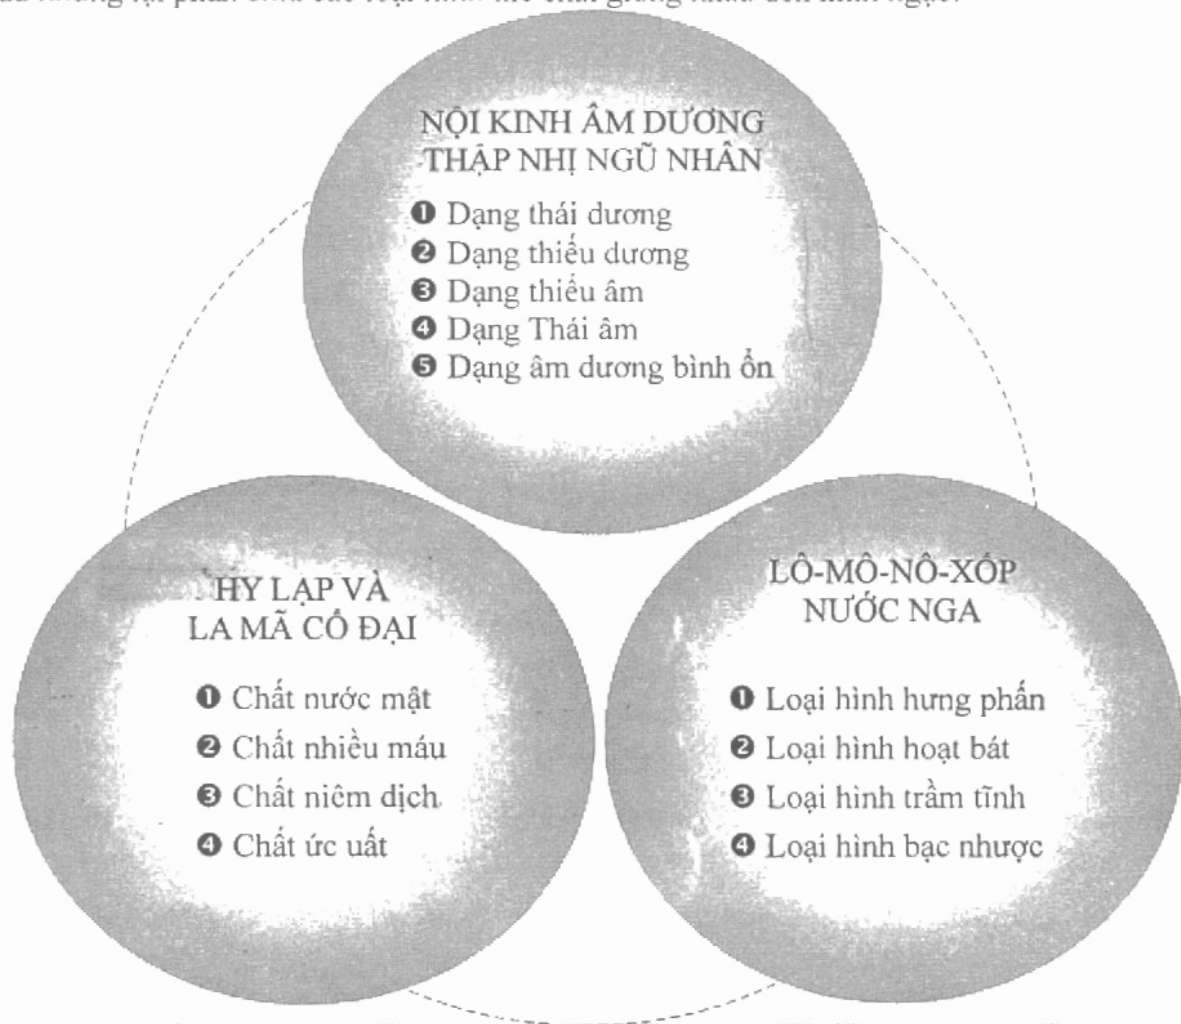 NỘI KINH ÂM DƯƠNG
THẬP NHỊ NGŨ NHÂN
❶ Dạng thái dương
❷ Dạng thiếu dương
❸ Dạng thiếu âm
❹ Dạng Thái âm
❺ Dạng âm dương bình ổn
HY LẠP VÀ
LA MÃ CỔ ĐẠI
❶ Chất nước mật
❷ Chất nhiều máu
❸ Chất niêm dịch
❹ Chất ức uất
LÔ-MÔ-NÔ-XỐP
NƯỚC NGA
❶ Loại hình hưng phấn
❷ Loại hình hoạt bát
❸ Loại hình trầm tĩnh
❹ Loại hình bạc nhược